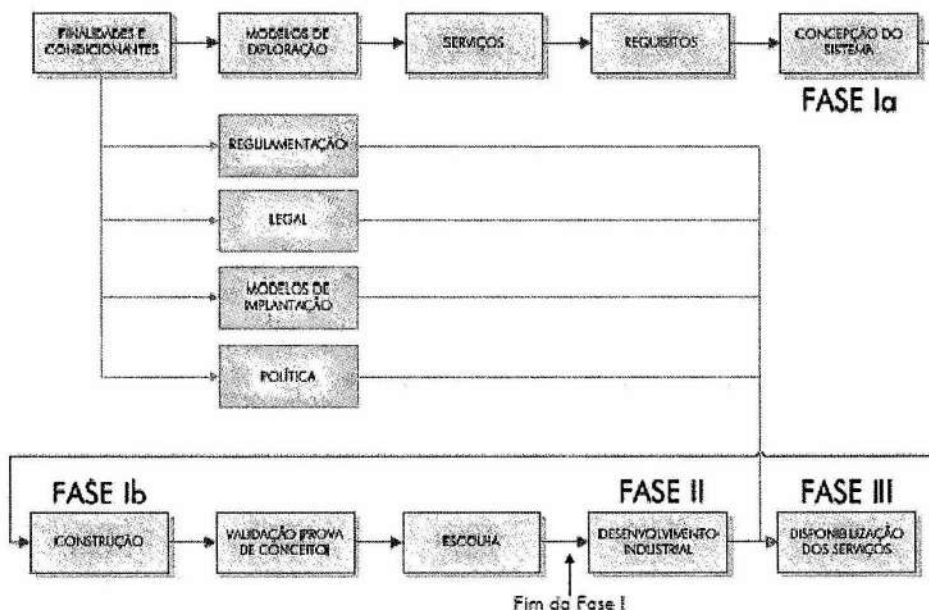 FINALIDADES E
CONDICIONANTES
MODELOS DE
EXPLORAÇÃO
SERVIÇOS
REQUISITOS
CONCEPÇÃO DO
SISTEMA
FASE Ia
REGULAMENTAÇÃO
LEGAL
MODELOS DE
IMPLANTAÇÃO
POLÍTICA
FASE Ib
CONSTRUÇÃO
VALIDAÇÃO (PROVA
DE CONCEITO)
ESCOLHA
FASE II
DESENVOLVIMENTO
INDUSTRIAL
FASE III
DISPONIBILIZAÇÃO
DOS SERVIÇOS
Fim da Fase I